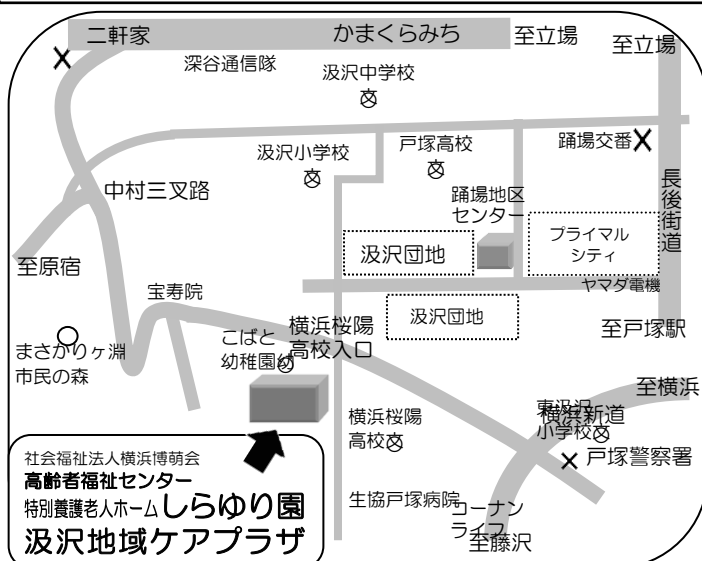 二軒家
かまくらみち
至立場
至立場
深谷通信隊
汲沢中学校
汲沢小学校
戸塚高校
踊場交番
中村三叉路
踊場地区
センター
長後街道
プライマル
シティ
汲沢団地
至原宿
ヤマダ電機
宝寿院
汲沢団地
横浜桜陽
高校入口
至戸塚駅
こばと
幼稚園幼
まさかりヶ淵
市民の森
至横浜
東汲沢
小学校
横浜新道
横浜桜陽
高校
戸塚警察署
生協戸塚病院
コーナン
ライフ
至藤沢
社会福祉法人横浜博萌会
高齢者福祉センター
特別養護老人ホームしらゆり園
汲沢地域ケアプラザ